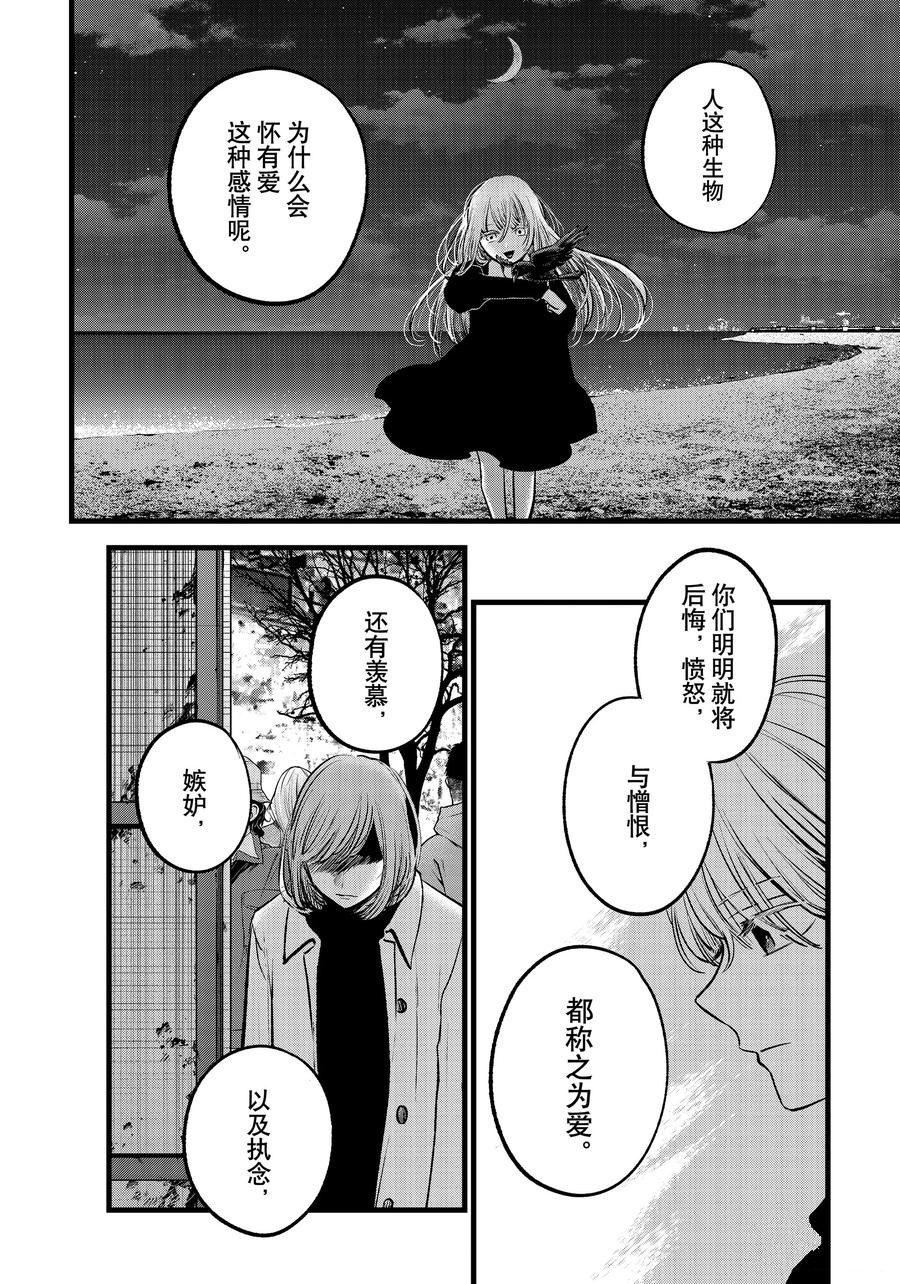 人这种生物
为什么会
怀有爱
这种感情呢。
你们明明就将
后悔，愤怒，
与憎恨，
都称之为爱。
还有羡慕，
嫉妒，
以及执念，